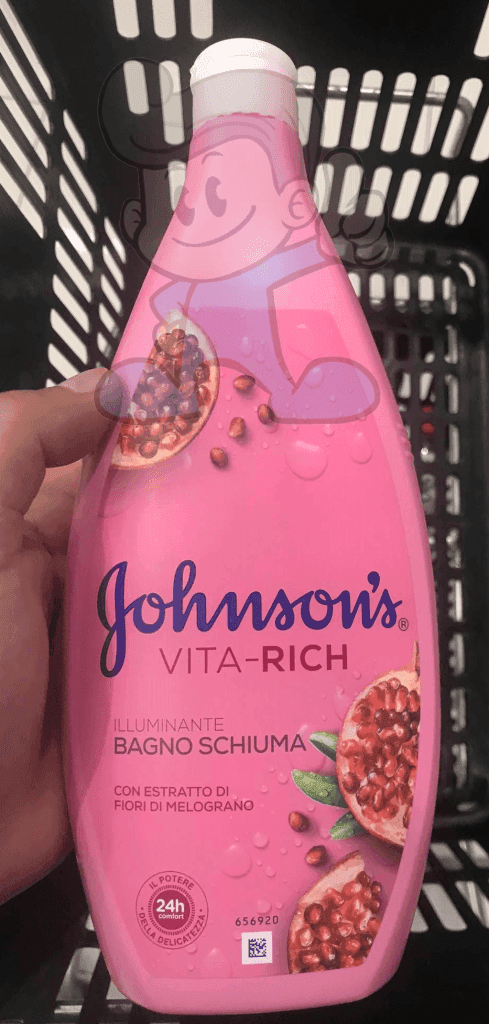 Johnson's®
VITA-RICH
ILLUMINANTE
BAGNO SCHIUMA
CON ESTRATTO DI
FIORI DI MELOGRANO
IL POTERE
24h
comfort
DELLA DELICATEZZA
656920